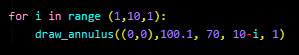 for i in range (1,10,1):
    draw_annulus((0,0),100.1, 70, 10-i, 1)